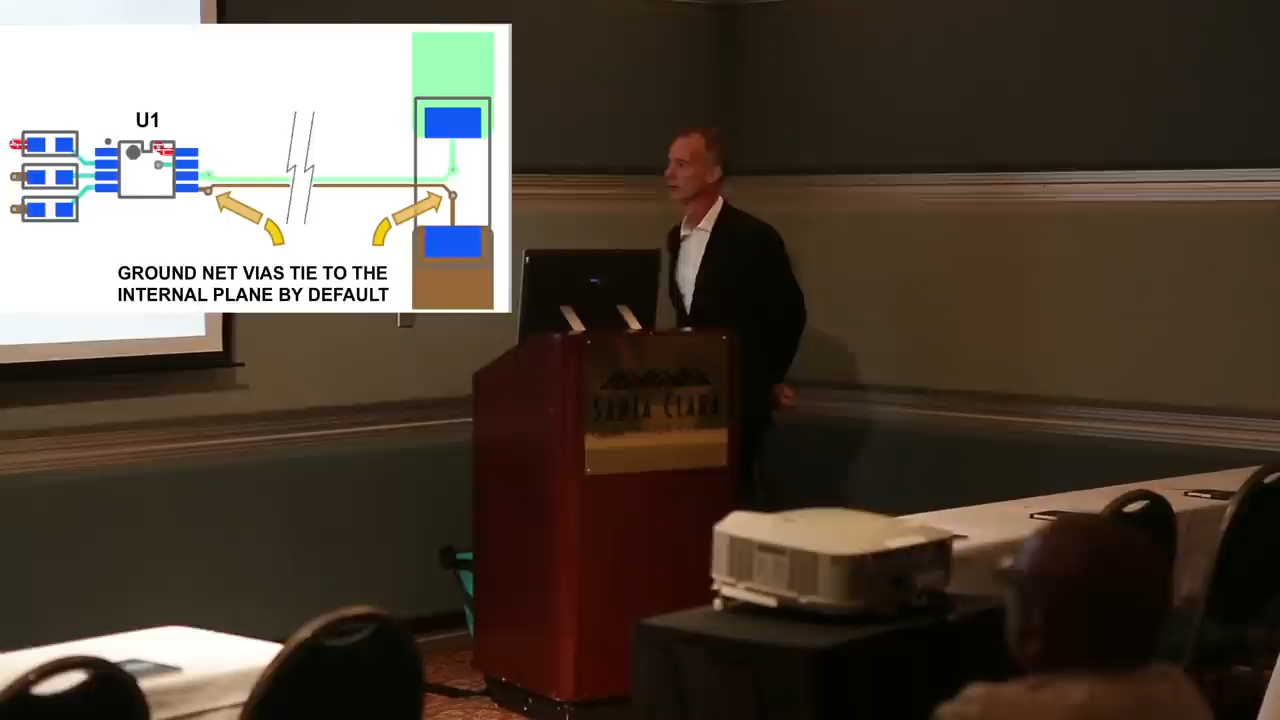 U1
GROUND NET VIAS TIE TO THE
INTERNAL PLANE BY DEFAULT
SANTA CLARA